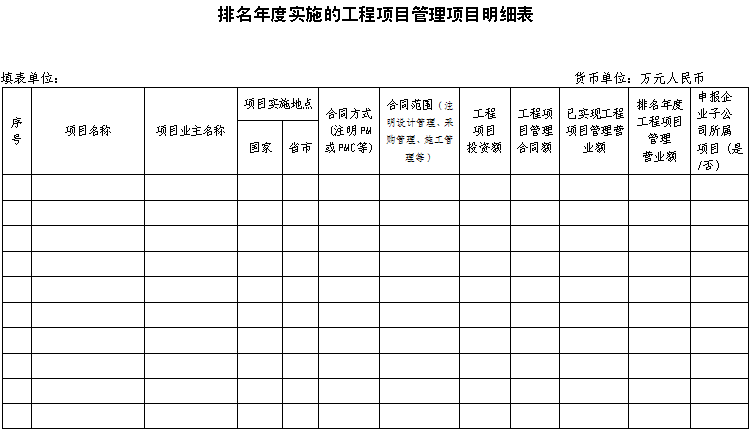 排名年度实施的工程项目管理项目明细表
填表单位： 货币单位：万元人民币
序
号
项目名称
项目业主名称
项目实施地点
国家
省市
合同方式
(注明PM
或PMC等)
合同范围（注
明设计管理、采
购管理、施工管
理等）
工程
项目
投资额
工程项
目管理
合同额
已实现工程
项目管理营
业额
排名年度
工程项目
管理
营业额
申报企
业子公
司所属
项目（是
/否）